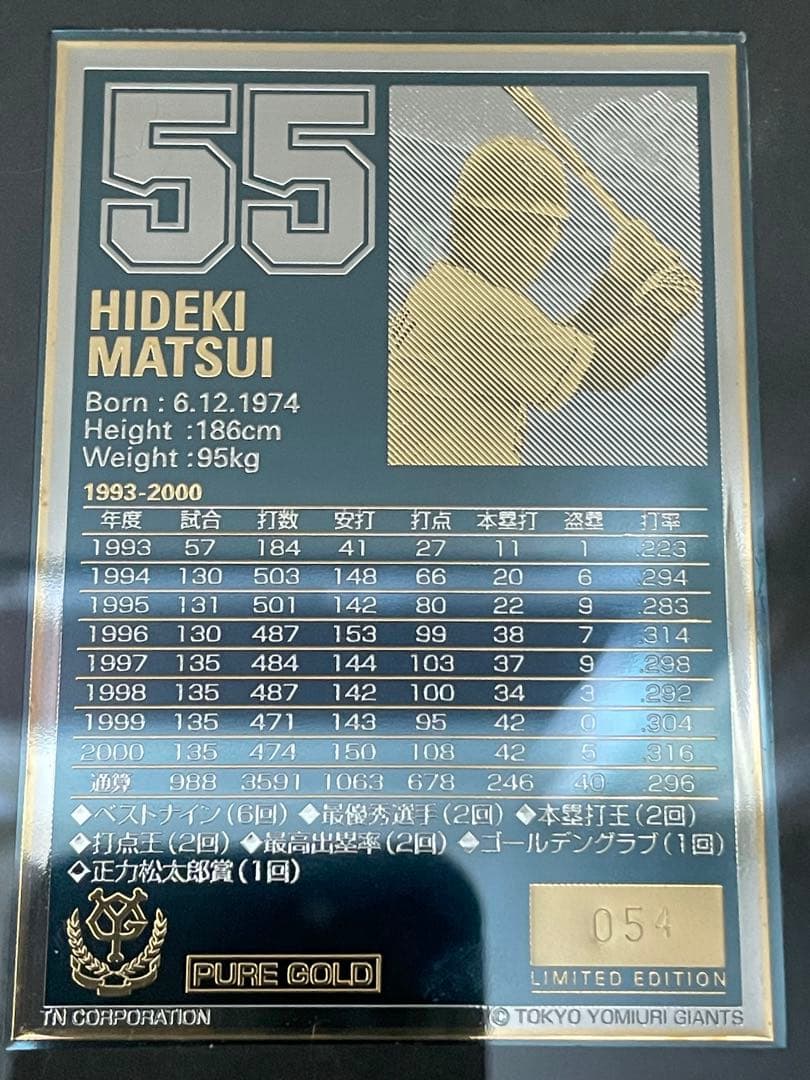 55
HIDEKI
MATSUI
Born : 6.12.1974
Height :186cm
Weight :95kg
1993-2000
年度 試合 打数 安打 打点 本塁打 盗塁 打率
1993 57 184 41 27 11 1 .223
1994 130 503 148 66 20 6 .294
1995 131 501 142 80 22 9 .283
1996 130 487 153 99 38 7 .314
1997 135 484 144 103 37 9 .298
1998 135 487 142 100 34 3 .292
1999 135 471 143 95 42 0 .304
2000 135 474 150 108 42 5 .316
通算 988 3591 1063 678 246 40 .296
◆ベストナイン(6回) ◆最優秀選手(2回) ◆本塁打王(2回)
◆打点王(2回) ◆最高出塁率(2回) ◆ゴールデングラブ(1回)
◆正力松太郎賞(1回)
YG
PURE GOLD
054
LIMITED EDITION
TN CORPORATION
© TOKYO YOMIURI GIANTS